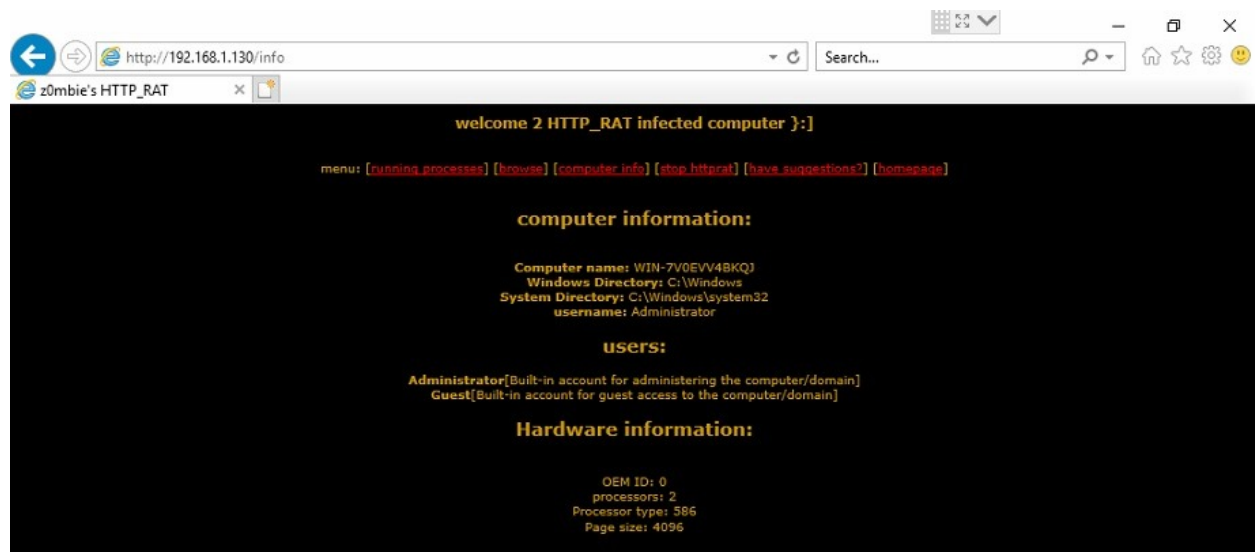 http://192.168.1.130/info
Search...
z0mbie's HTTP_RAT
welcome 2 HTTP_RAT infected computer }:]
menu: [running processes] [browse] [computer info] [stop httprat] [have suggestions?] [homepage]
computer information:
Computer name: WIN-7V0EVV4BKQJ
Windows Directory: C:\Windows
System Directory: C:\Windows\system32
username: Administrator
users:
Administrator[Built-in account for administering the computer/domain]
Guest[Built-in account for guest access to the computer/domain]
Hardware information:
OEM ID: 0
processors: 2
Processor type: 586
Page size: 4096